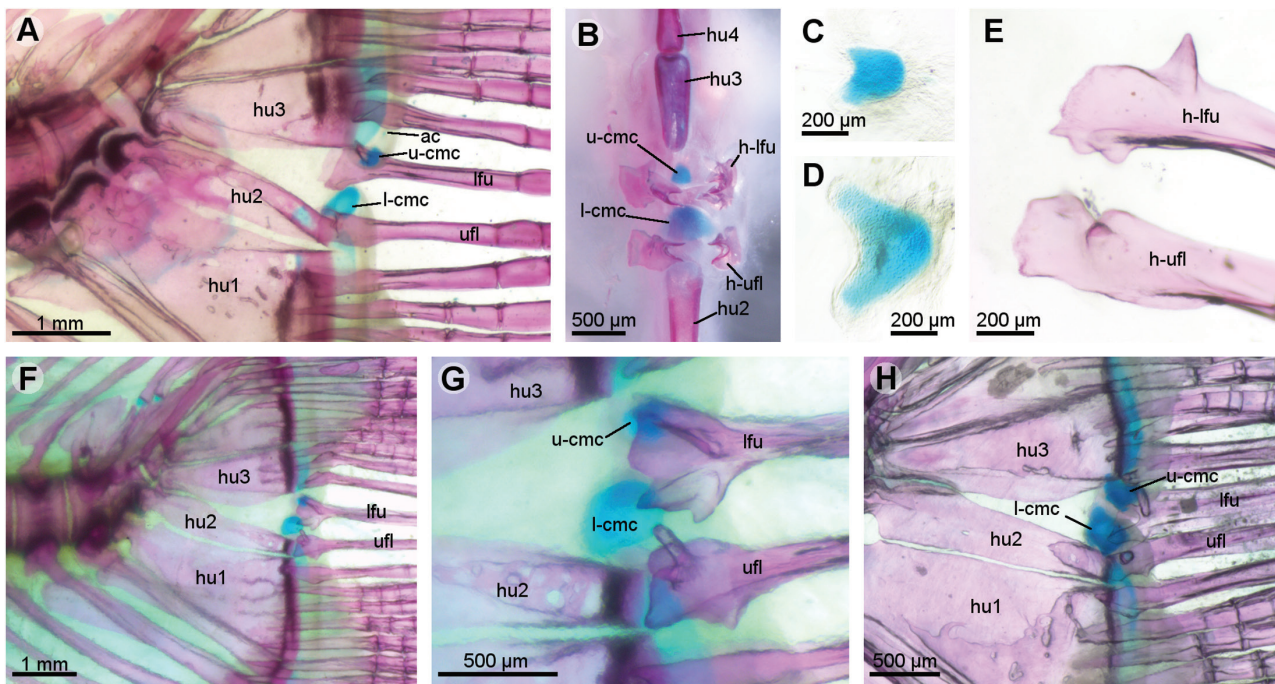 A
hu3
ac
u-cmc
lfu
hu2
l-cmc
ufl
hu1
1 mm
B
hu4
hu3
u-cmc
h-lfu
l-cmc
h-ufl
hu2
500 µm
C
200 µm
D
200 µm
E
h-lfu
h-ufl
200 µm
F
hu3
lfu
hu2
ufl
hu1
1 mm
G
hu3
u-cmc
lfu
l-cmc
ufl
hu2
500 µm
H
hu3
u-cmc
l-cmc
lfu
hu2
ufl
hu1
500 µm